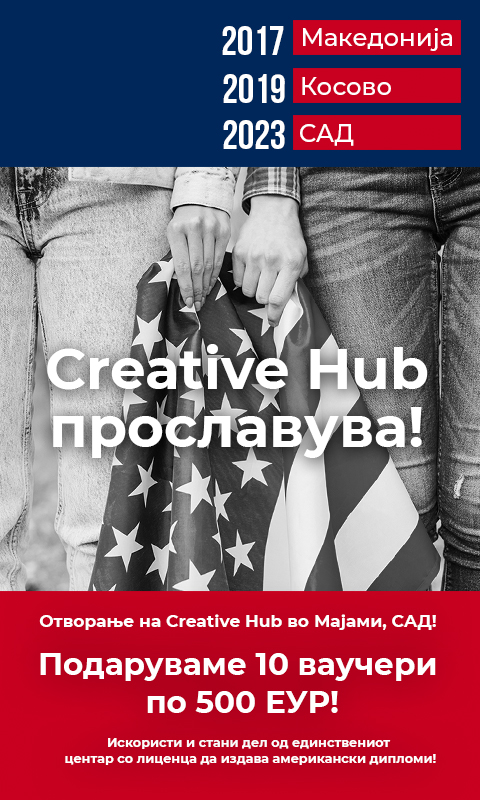 2017 Македонија
2019 Косово
2023 САД
Creative Hub
прославува!
Отворање на Creative Hub во Мајами, САД!
Подаруваме 10 ваучери
по 500 ЕУР!
Искористи и стани дел од единствениот
центар со лиценца да издава американски дипломи!